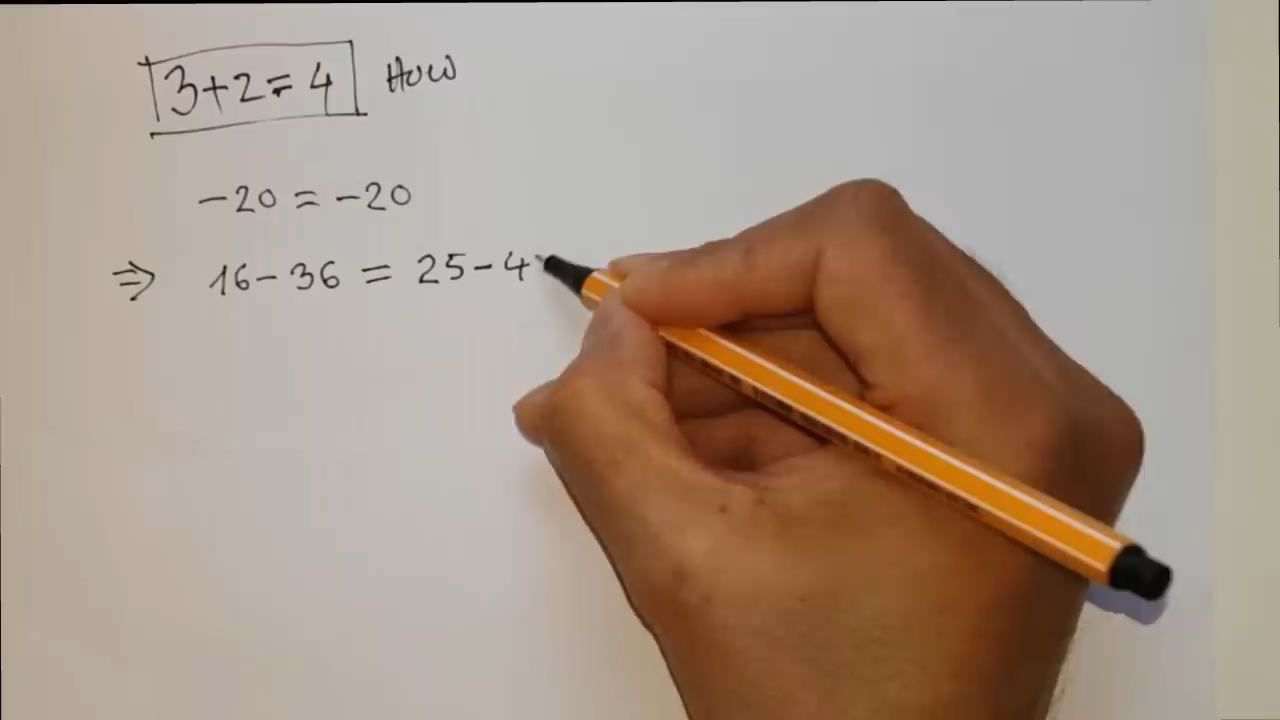 3+2=4 HOW
-20 = -20
⇒ 16-36 = 25-4